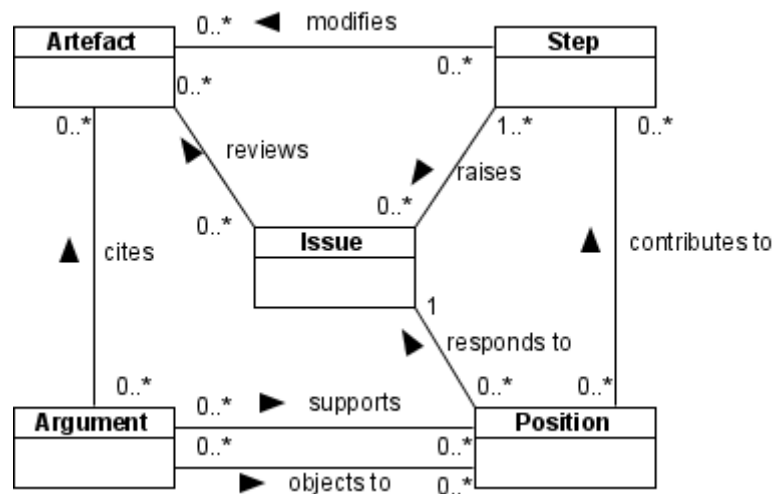 0..* modifies
Artefact
Step
0..*
0..*
0..*
1..*
0..*
reviews
raises
0..*
0..*
Issue
cites
contributes to
1
responds to
0..*
0..*
0..*
Argument
0..* supports
Position
0..*
0..*
objects to
0..*